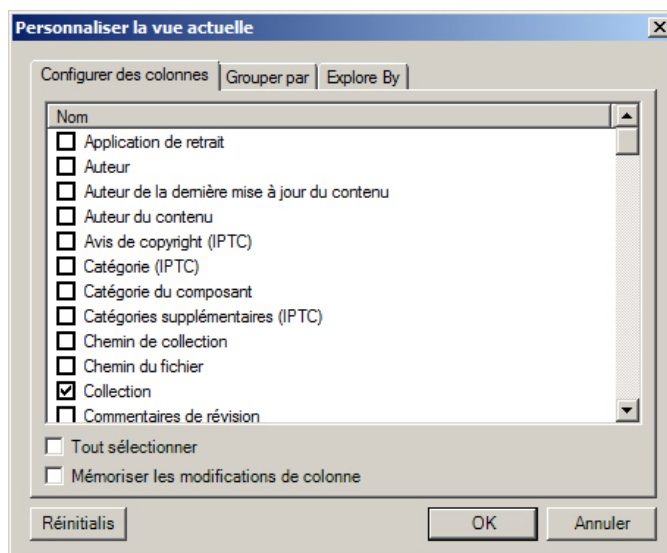 Personnaliser la vue actuelle
Configurer des colonnes
Grouper par
Explore By
Nom
Application de retrait
Auteur
Auteur de la dernière mise à jour du contenu
Auteur du contenu
Avis de copyright (IPTC)
Catégorie (IPTC)
Catégorie du composant
Catégories supplémentaires (IPTC)
Chemin de collection
Chemin du fichier
Collection
Commentaires de révision
Tout sélectionner
Mémoriser les modifications de colonne
Réinitialis
OK
Annuler